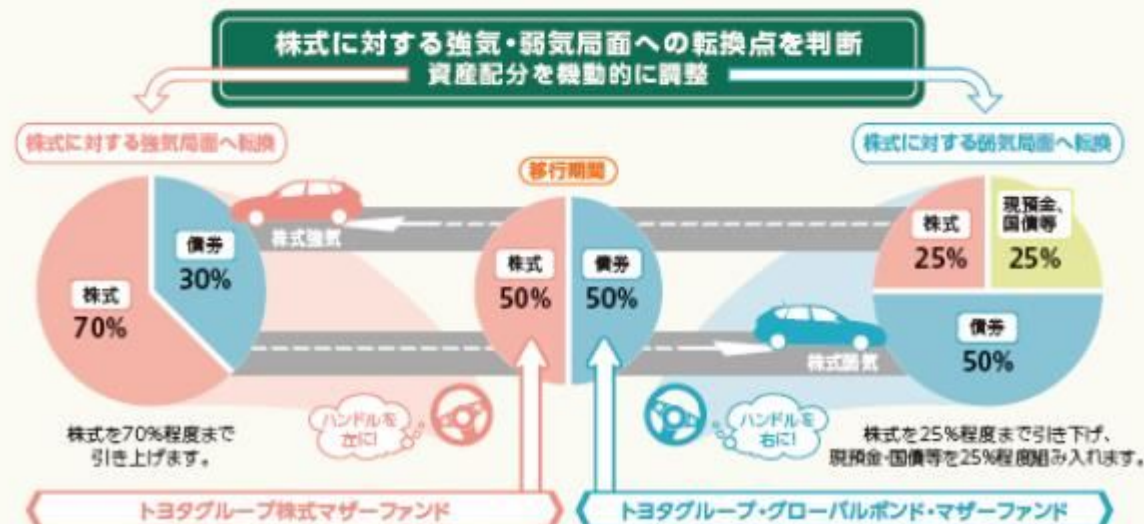 株式に対する強気・弱気局面への転換点を判断
資産配分を機動的に調整
株式に対する強気局面へ転換
株式に対する弱気局面へ転換
移行期間
債券
30%
株式
70%
株式強気
株式
50%
債券
50%
株式
25%
現預金、
国債等
25%
債券
50%
株式弱気
ハンドルを
左に!
ハンドルを
右に!
株式を70%程度まで
引き上げます。
株式を25%程度まで引き下げ、
現預金・国債等を25%程度組み入れます。
トヨタグループ株式マザーファンド
トヨタグループ・グローバルボンド・マザーファンド